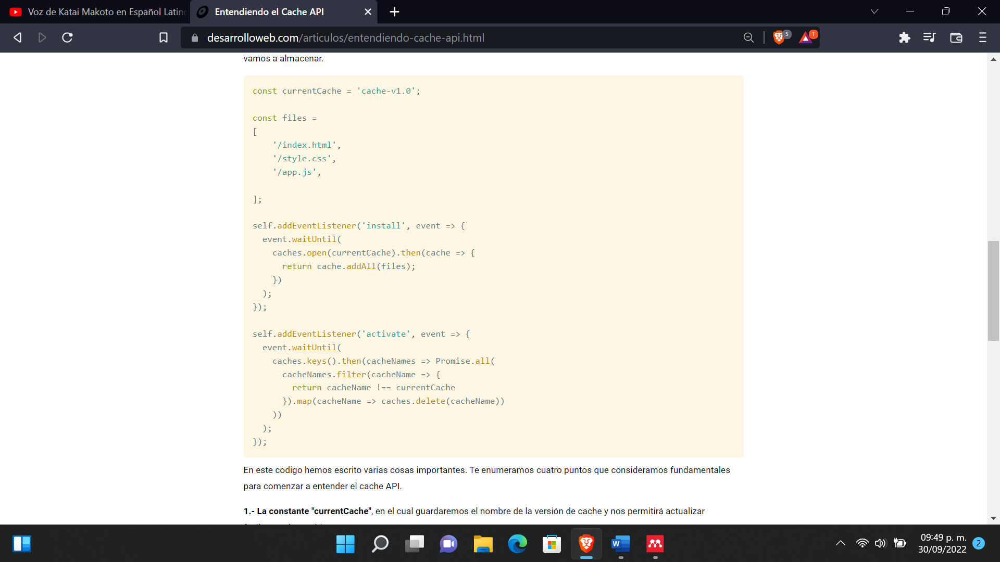 Voz de Katai Makoto en Español Latin
Entendiendo el Cache API
desarrolloweb.com/articulos/entendiendo-cache-api.html
5
1
vamos a almacenar.
const currentCache = 'cache-v1.0';
const files =
[
'/index.html',
'/style.css',
'/app.js',
];
self.addEventListener('install', event => {
event.waitUntil(
caches.open(currentCache).then(cache => {
return cache.addAll(files);
})
);
});
self.addEventListener('activate', event => {
event.waitUntil(
caches.keys().then(cacheNames => Promise.all(
cacheNames.filter(cacheName => {
return cacheName !== currentCache
}).map(cacheName => caches.delete(cacheName))
))
);
});
En este codigo hemos escrito varias cosas importantes. Te enumeramos cuatro puntos que consideramos fundamentales
para comenzar a entender el cache API.
1.- La constante "currentCache", en el cual guardaremos el nombre de la versión de cache y nos permitirá actualizar
W
09:49 p. m.
30/09/2022
2